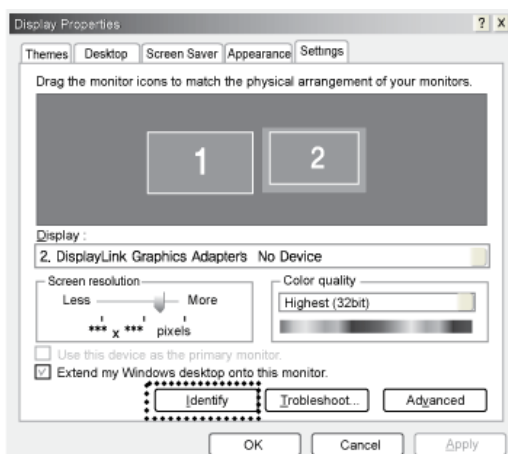 Display Properties
? X
Themes Desktop Screen Saver Appearance Settings
Drag the monitor icons to match the physical arrangement of your monitors.
1 2
Display :
2. DisplayLink Graphics Adapters No Device
Screen resolution Color quality
Less More Highest (32bit)
*** x *** pixels
Use this device as the primary monitor.
Extend my Windows desktop onto this monitor.
Identify Trobleshoot... Advanced
OK Cancel Apply